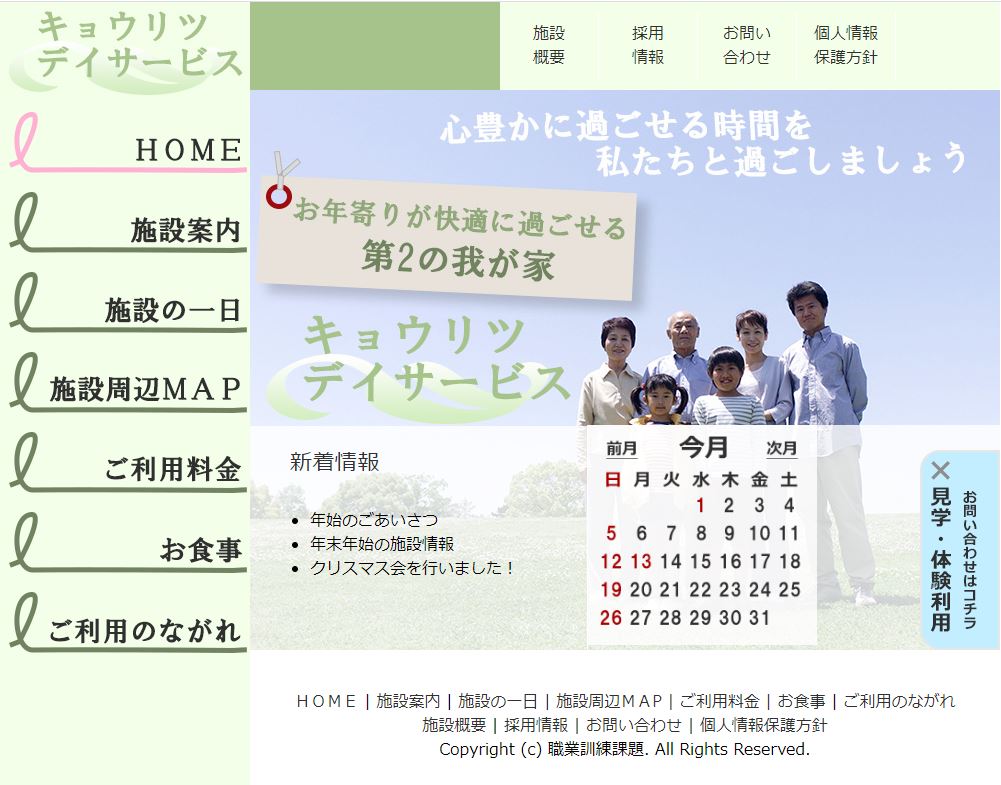 キョウリツ
デイサービス
ＨＯＭＥ
施設案内
施設の一日
施設周辺ＭＡＰ
ご利用料金
お食事
ご利用のながれ
施設
概要
採用
情報
お問い
合わせ
個人情報
保護方針
心豊かに過ごせる時間を
私たちと過ごしましょう
お年寄りが快適に過ごせる
第2の我が家
キョウリツ
デイサービス
新着情報
• 年始のごあいさつ
• 年末年始の施設情報
• クリスマス会を行いました！
前月 今月 次月
日 月 火 水 木 金 土
1 2 3 4
5 6 7 8 9 10 11
12 13 14 15 16 17 18
19 20 21 22 23 24 25
26 27 28 29 30 31
お問い合わせはコチラ
見学・体験利用
ＨＯＭＥ | 施設案内 | 施設の一日 | 施設周辺ＭＡＰ | ご利用料金 | お食事 | ご利用のながれ
施設概要 | 採用情報 | お問い合わせ | 個人情報保護方針
Copyright (c) 職業訓練課題. All Rights Reserved.